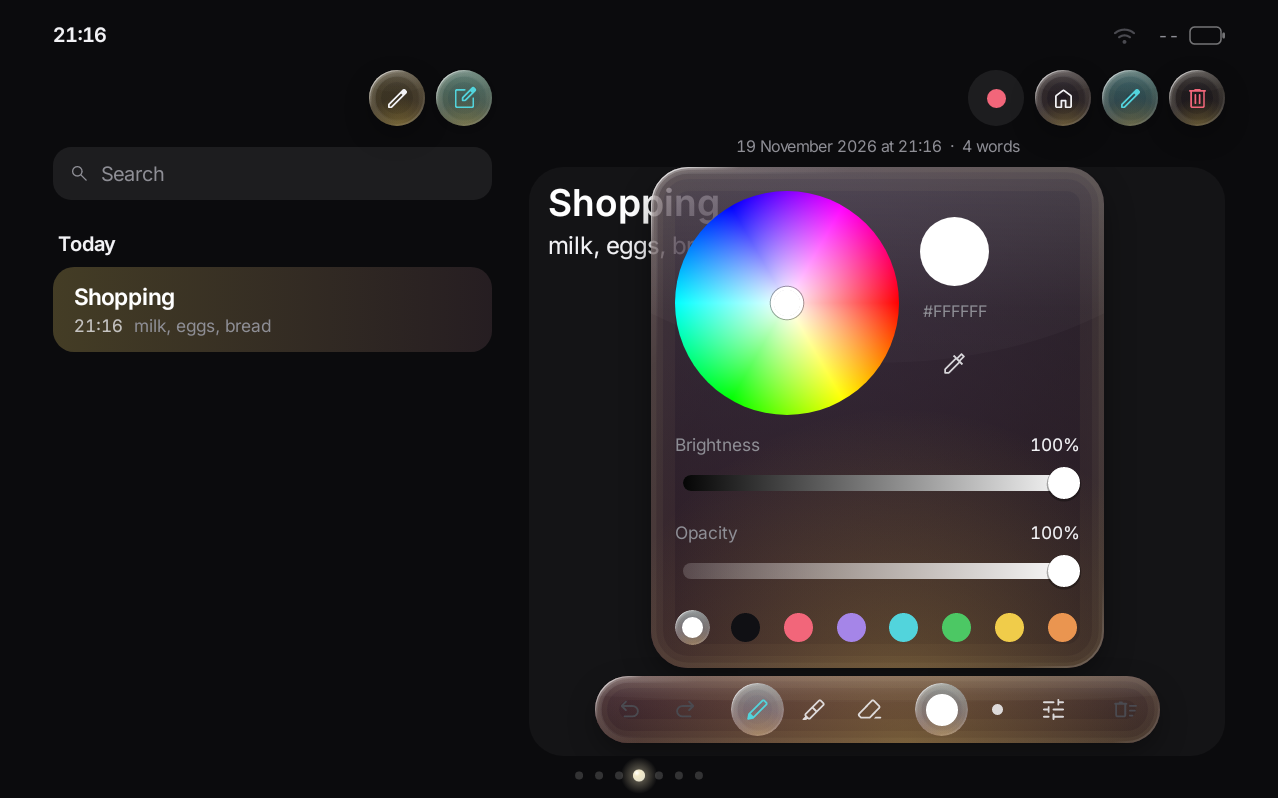 21:16
--
Search
19 November 2026 at 21:16 · 4 words
Today
Shopping
21:16 milk, eggs, bread
Shopping
milk, eggs, br
#FFFFFF
Brightness 100%
Opacity 100%